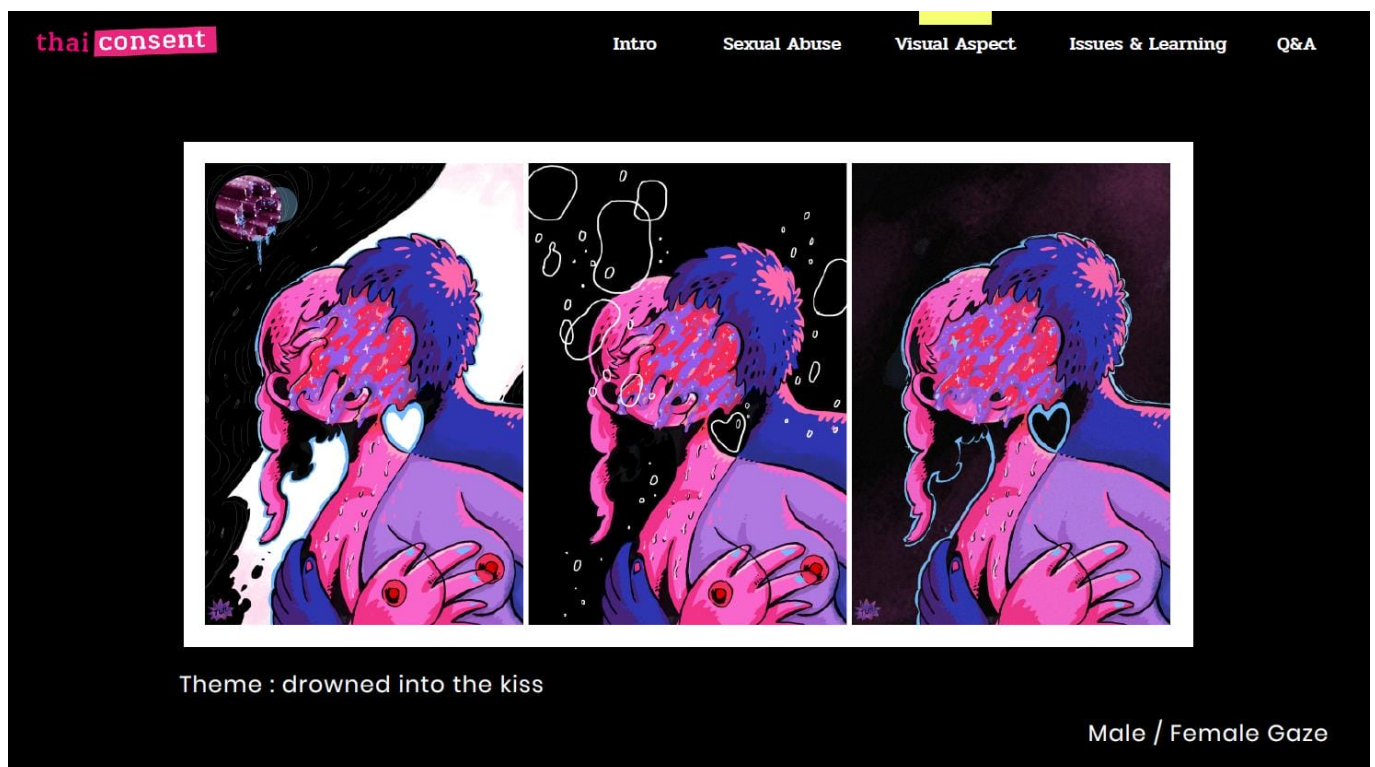 thai consent
Intro
Sexual Abuse
Visual Aspect
Issues & Learning
Q&A
Theme : drowned into the kiss
Male / Female Gaze